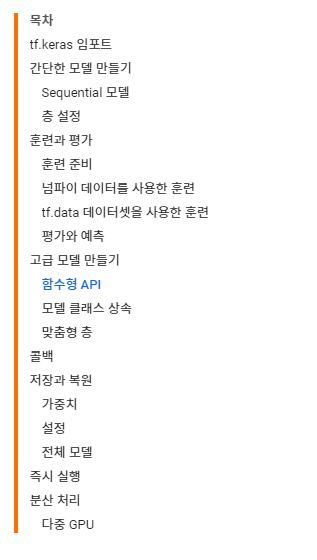 목차
tf.keras 임포트
간단한 모델 만들기
Sequential 모델
층 설정
훈련과 평가
훈련 준비
넘파이 데이터를 사용한 훈련
tf.data 데이터셋을 사용한 훈련
평가와 예측
고급 모델 만들기
함수형 API
모델 클래스 상속
맞춤형 층
콜백
저장과 복원
가중치
설정
전체 모델
즉시 실행
분산 처리
다중 GPU